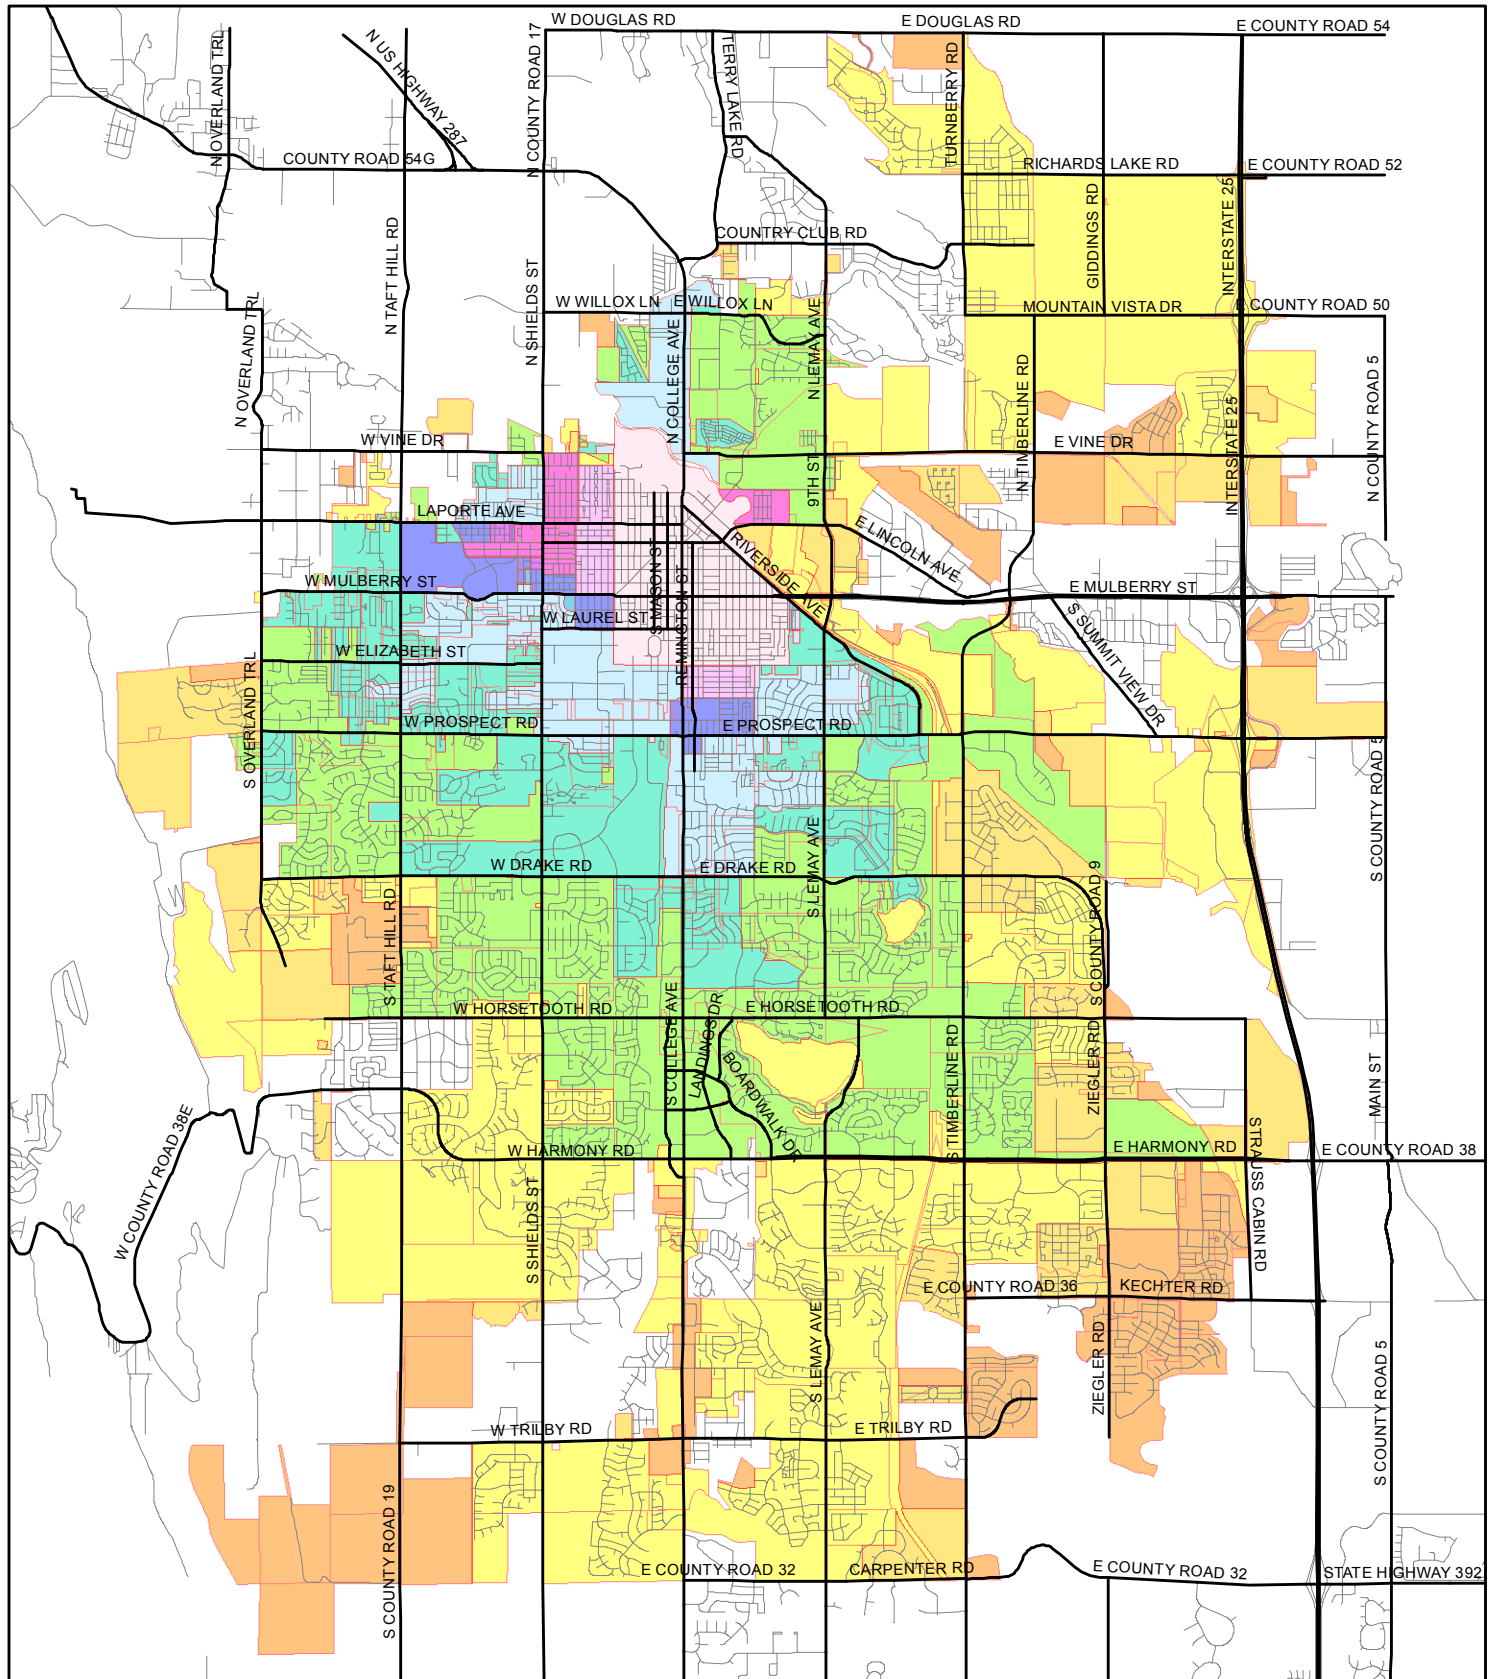 W DOUGLAS RD
E DOUGLAS RD
E COUNTY ROAD 54
N OVERLAND TRL
N US HIGHWAY 287
N COUNTY ROAD 17
TERRY LAKE RD
TURNBERRY RD
COUNTY ROAD 54G
RICHARDS LAKE RD
E COUNTY ROAD 52
N TAFT HILL RD
COUNTRY CLUB RD
GIDDINGS RD
INTERSTATE 25
N SHIELDS ST
W WILLOX LN
E WILLOX LN
MOUNTAIN VISTA DR
E COUNTY ROAD 50
N OVERLAND TRL
N COLLEGE AVE
N LEMAY AVE
N TIMBERLINE RD
N COUNTY ROAD 5
W VINE DR
E VINE DR
INTERSTATE 25
9TH ST
LAPORTE AVE
E LINCOLN AVE
RIVERSIDE AVE
S MASON ST
REMINGTON ST
W MULBERRY ST
E MULBERRY ST
W LAUREL ST
S SUMMIT VIEW DR
W ELIZABETH ST
S OVERLAND TRL
W PROSPECT RD
E PROSPECT RD
S COUNTY ROAD 5
W DRAKE RD
E DRAKE RD
S LEMAY AVE
S TAFT HILL RD
S COUNTY ROAD 9
W HORSETOOTH RD
E HORSETOOTH RD
S COLLEGE AVE
LANDINGS DR
BOARDWALK DR
S TIMBERLINE RD
ZIEGLER RD
MAIN ST
W COUNTY ROAD 38E
W HARMONY RD
E HARMONY RD
E COUNTY ROAD 38
STRAUSS CABIN RD
S SHIELDS ST
E COUNTY ROAD 36
KECHTER RD
S LEMAY AVE
ZIEGLER RD
S COUNTY ROAD 5
W TRILBY RD
E TRILBY RD
S COUNTY ROAD 19
E COUNTY ROAD 32
CARPENTER RD
E COUNTY ROAD 32
STATE HIGHWAY 392